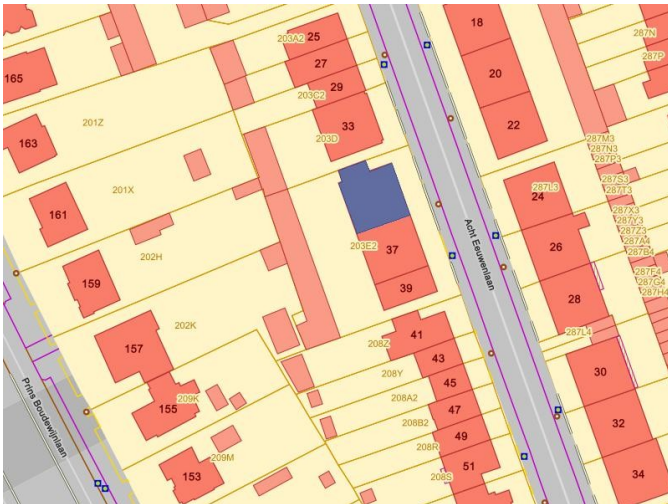 18
25
203A2
287N
287P
165
27
20
29
203C2
201Z
33
203D
22
163
287M3
287N3
287P3
287S3
287T3
201X
24
287L3
161
Acht Eeuwenlaan
287X3
287Y3
287Z3
287A4
287B4
26
203E2
37
202H
159
287F4
287G4
287H4
39
28
202K
157
41
208Z
287L4
43
208Y
30
45
208A2
Prins Boudewijnlaan
155
209K
47
208B2
32
49
208R
209M
51
208S
153
34